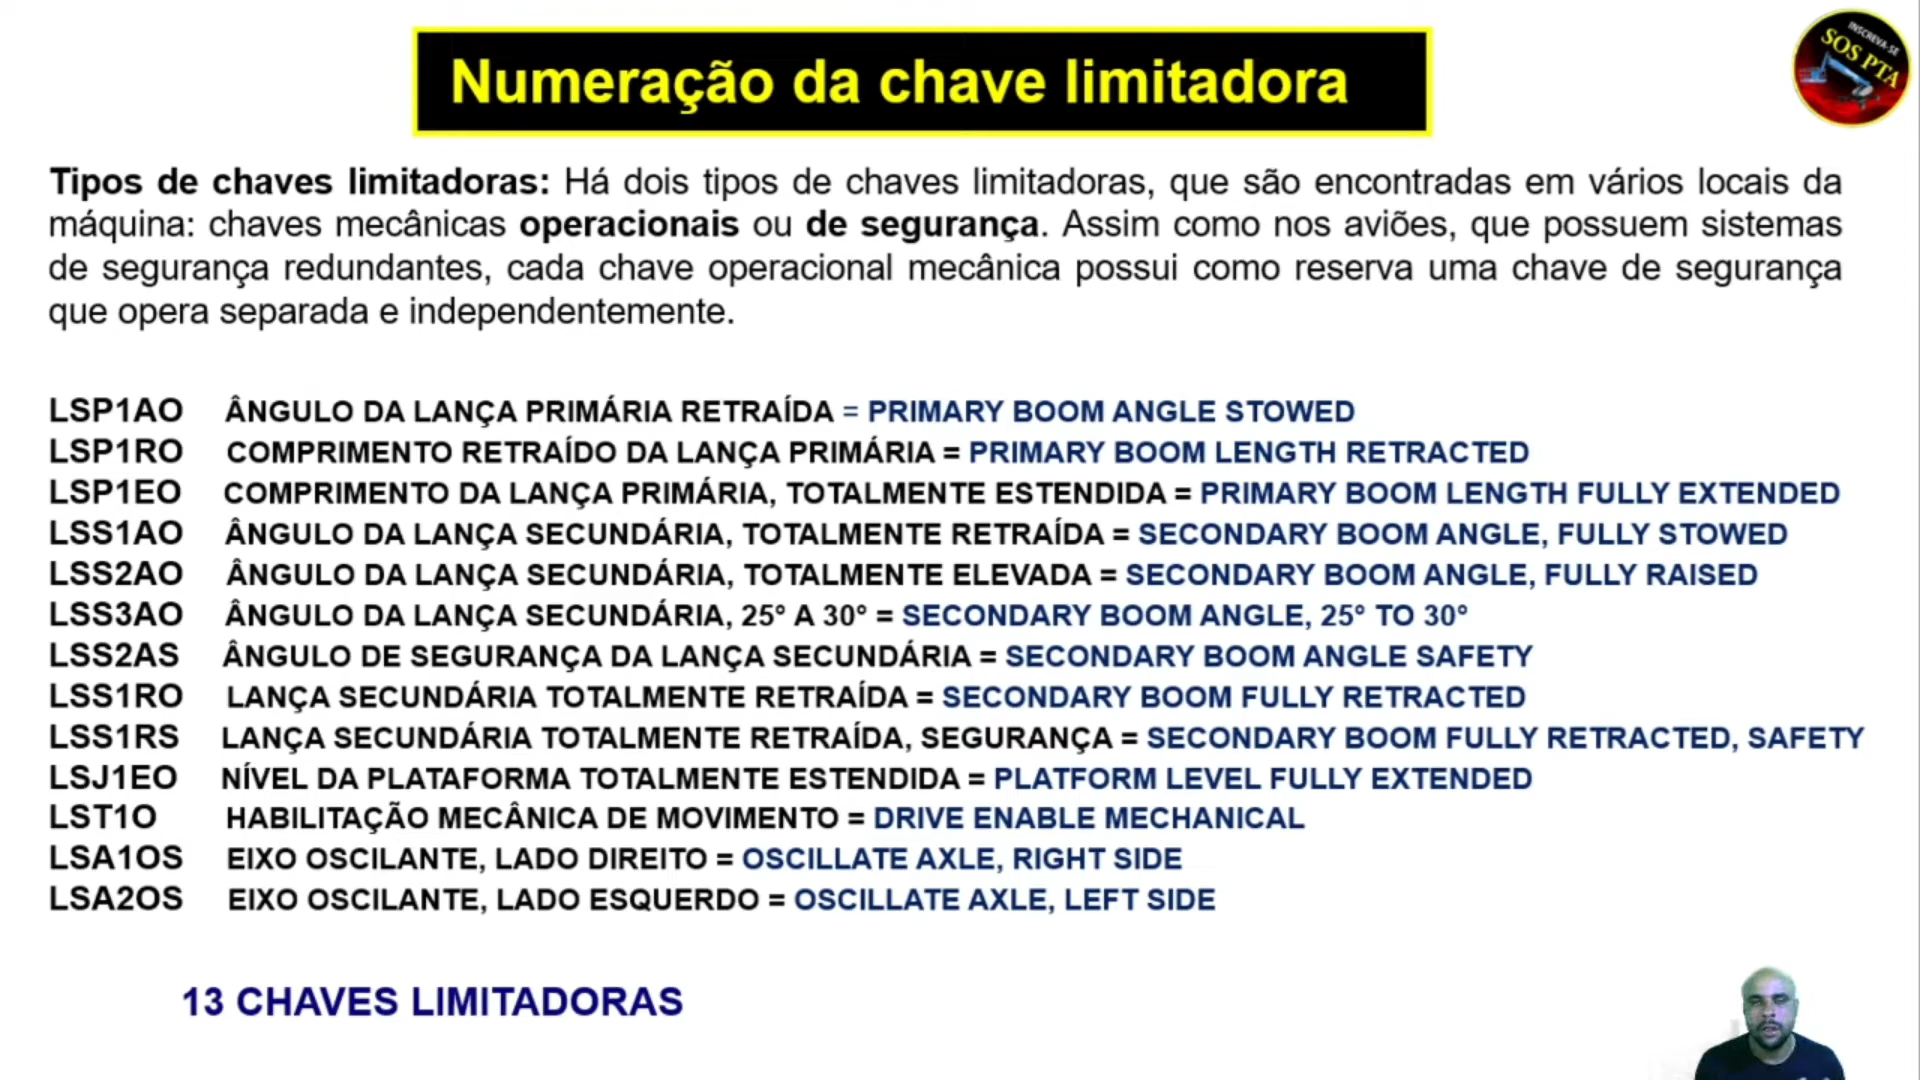 Numeração da chave limitadora
INSCREVA-SE
SOS PTA
Tipos de chaves limitadoras: Há dois tipos de chaves limitadoras, que são encontradas em vários locais da
máquina: chaves mecânicas operacionais ou de segurança. Assim como nos aviões, que possuem sistemas
de segurança redundantes, cada chave operacional mecânica possui como reserva uma chave de segurança
que opera separada e independentemente.
LSP1AO ÂNGULO DA LANÇA PRIMÁRIA RETRAÍDA = PRIMARY BOOM ANGLE STOWED
LSP1RO COMPRIMENTO RETRAÍDO DA LANÇA PRIMÁRIA = PRIMARY BOOM LENGTH RETRACTED
LSP1EO COMPRIMENTO DA LANÇA PRIMÁRIA, TOTALMENTE ESTENDIDA = PRIMARY BOOM LENGTH FULLY EXTENDED
LSS1AO ÂNGULO DA LANÇA SECUNDÁRIA, TOTALMENTE RETRAÍDA = SECONDARY BOOM ANGLE, FULLY STOWED
LSS2AO ÂNGULO DA LANÇA SECUNDÁRIA, TOTALMENTE ELEVADA = SECONDARY BOOM ANGLE, FULLY RAISED
LSS3AO ÂNGULO DA LANÇA SECUNDÁRIA, 25° A 30° = SECONDARY BOOM ANGLE, 25° TO 30°
LSS2AS ÂNGULO DE SEGURANÇA DA LANÇA SECUNDÁRIA = SECONDARY BOOM ANGLE SAFETY
LSS1RO LANÇA SECUNDÁRIA TOTALMENTE RETRAÍDA = SECONDARY BOOM FULLY RETRACTED
LSS1RS LANÇA SECUNDÁRIA TOTALMENTE RETRAÍDA, SEGURANÇA = SECONDARY BOOM FULLY RETRACTED, SAFETY
LSJ1EO NÍVEL DA PLATAFORMA TOTALMENTE ESTENDIDA = PLATFORM LEVEL FULLY EXTENDED
LST1O HABILITAÇÃO MECÂNICA DE MOVIMENTO = DRIVE ENABLE MECHANICAL
LSA1OS EIXO OSCILANTE, LADO DIREITO = OSCILLATE AXLE, RIGHT SIDE
LSA2OS EIXO OSCILANTE, LADO ESQUERDO = OSCILLATE AXLE, LEFT SIDE
13 CHAVES LIMITADORAS